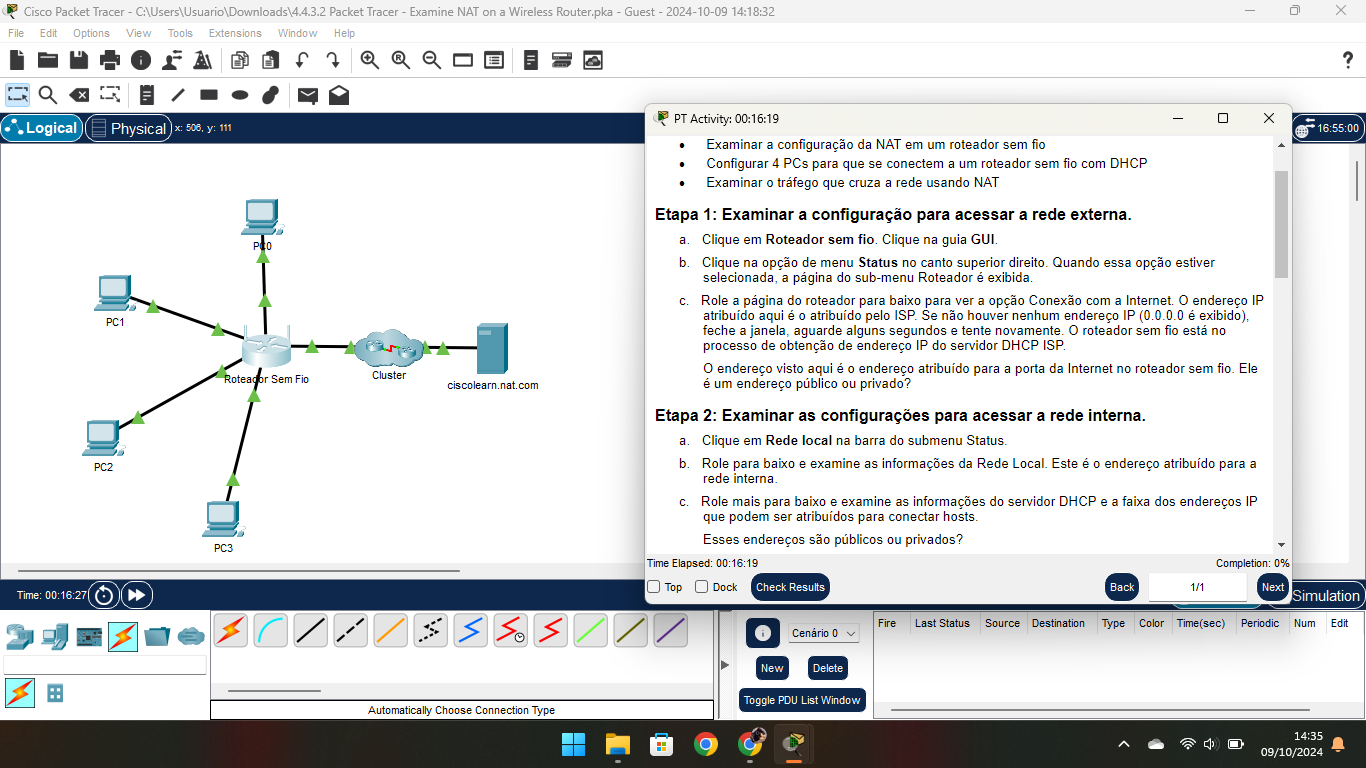 Cisco Packet Tracer - C:\Users\Usuario\Downloads\4.4.3.2 Packet Tracer - Examine NAT on a Wireless Router.pka - Guest - 2024-10-09 14:18:32
File Edit Options View Tools Extensions Window Help
Logical Physical x: 506, y: 111
16:55:00
PC0
PC1
Roteador Sem Fio
Cluster
ciscolearn.nat.com
PC2
PC3
PT Activity: 00:16:19
• Examinar a configuração da NAT em um roteador sem fio
• Configurar 4 PCs para que se conectem a um roteador sem fio com DHCP
• Examinar o tráfego que cruza a rede usando NAT
Etapa 1: Examinar a configuração para acessar a rede externa.
a. Clique em Roteador sem fio. Clique na guia GUI.
b. Clique na opção de menu Status no canto superior direito. Quando essa opção estiver
selecionada, a página do sub-menu Roteador é exibida.
c. Role a página do roteador para baixo para ver a opção Conexão com a Internet. O endereço IP
atribuído aqui é o atribuído pelo ISP. Se não houver nenhum endereço IP (0.0.0.0 é exibido),
feche a janela, aguarde alguns segundos e tente novamente. O roteador sem fio está no
processo de obtenção de endereço IP do servidor DHCP ISP.
O endereço visto aqui é o endereço atribuído para a porta da Internet no roteador sem fio. Ele
é um endereço público ou privado?
Etapa 2: Examinar as configurações para acessar a rede interna.
a. Clique em Rede local na barra do submenu Status.
b. Role para baixo e examine as informações da Rede Local. Este é o endereço atribuído para a
rede interna.
c. Role mais para baixo e examine as informações do servidor DHCP e a faixa dos endereços IP
que podem ser atribuídos para conectar hosts.
Esses endereços são públicos ou privados?
Time Elapsed: 00:16:19 Completion: 0%
Top Dock Check Results Back 1/1 Next
Time: 00:16:27
Simulation
Cenário 0
New Delete
Toggle PDU List Window
Fire Last Status Source Destination Type Color Time(sec) Periodic Num Edit
Automatically Choose Connection Type
14:35
09/10/2024